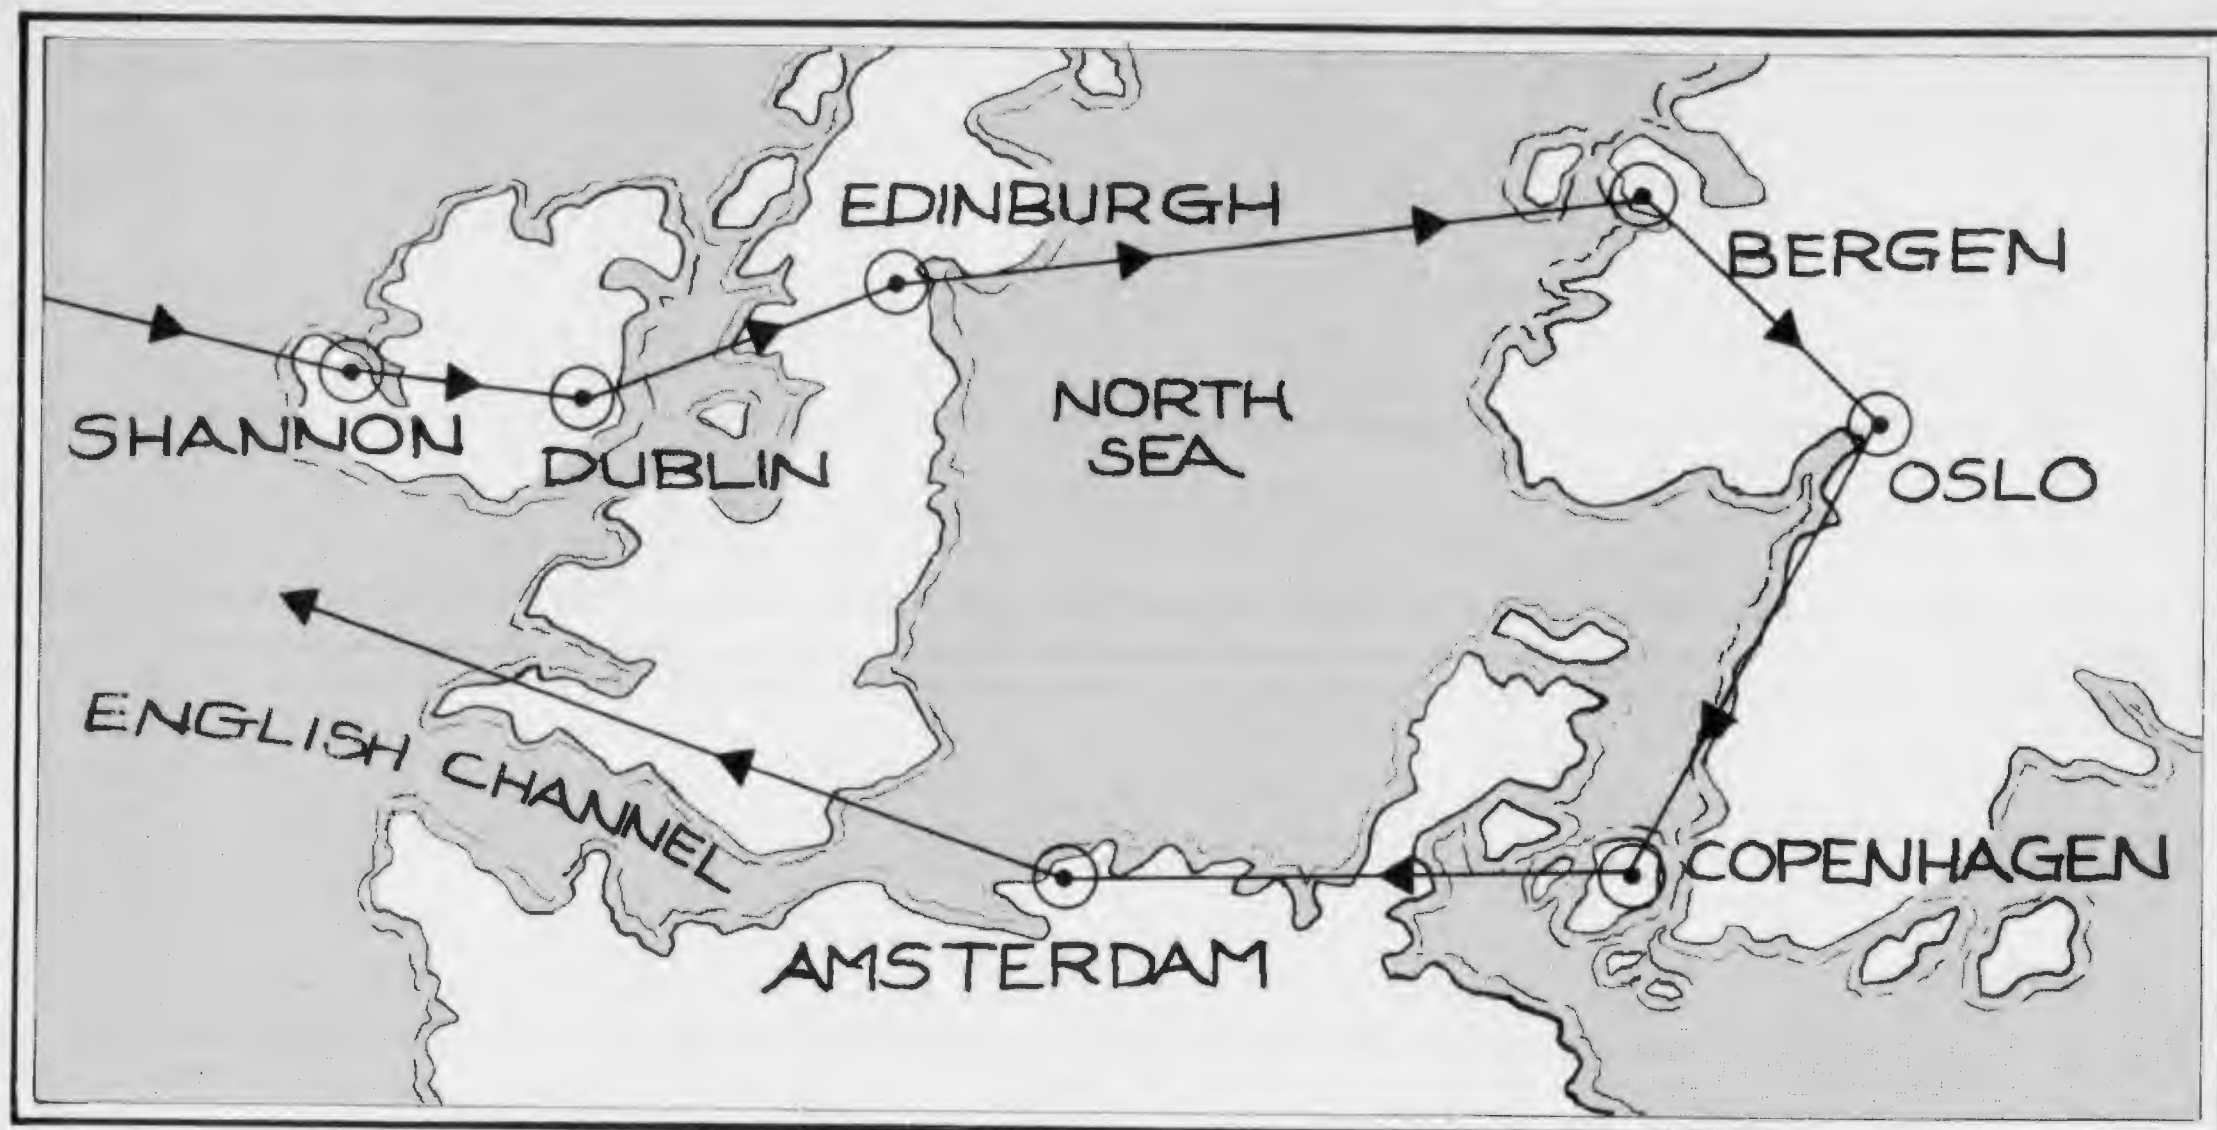 EDINBURGH
BERGEN
NORTH
SEA
SHANNON
DUBLIN
OSLO
ENGLISH CHANNEL
COPENHAGEN
AMSTERDAM